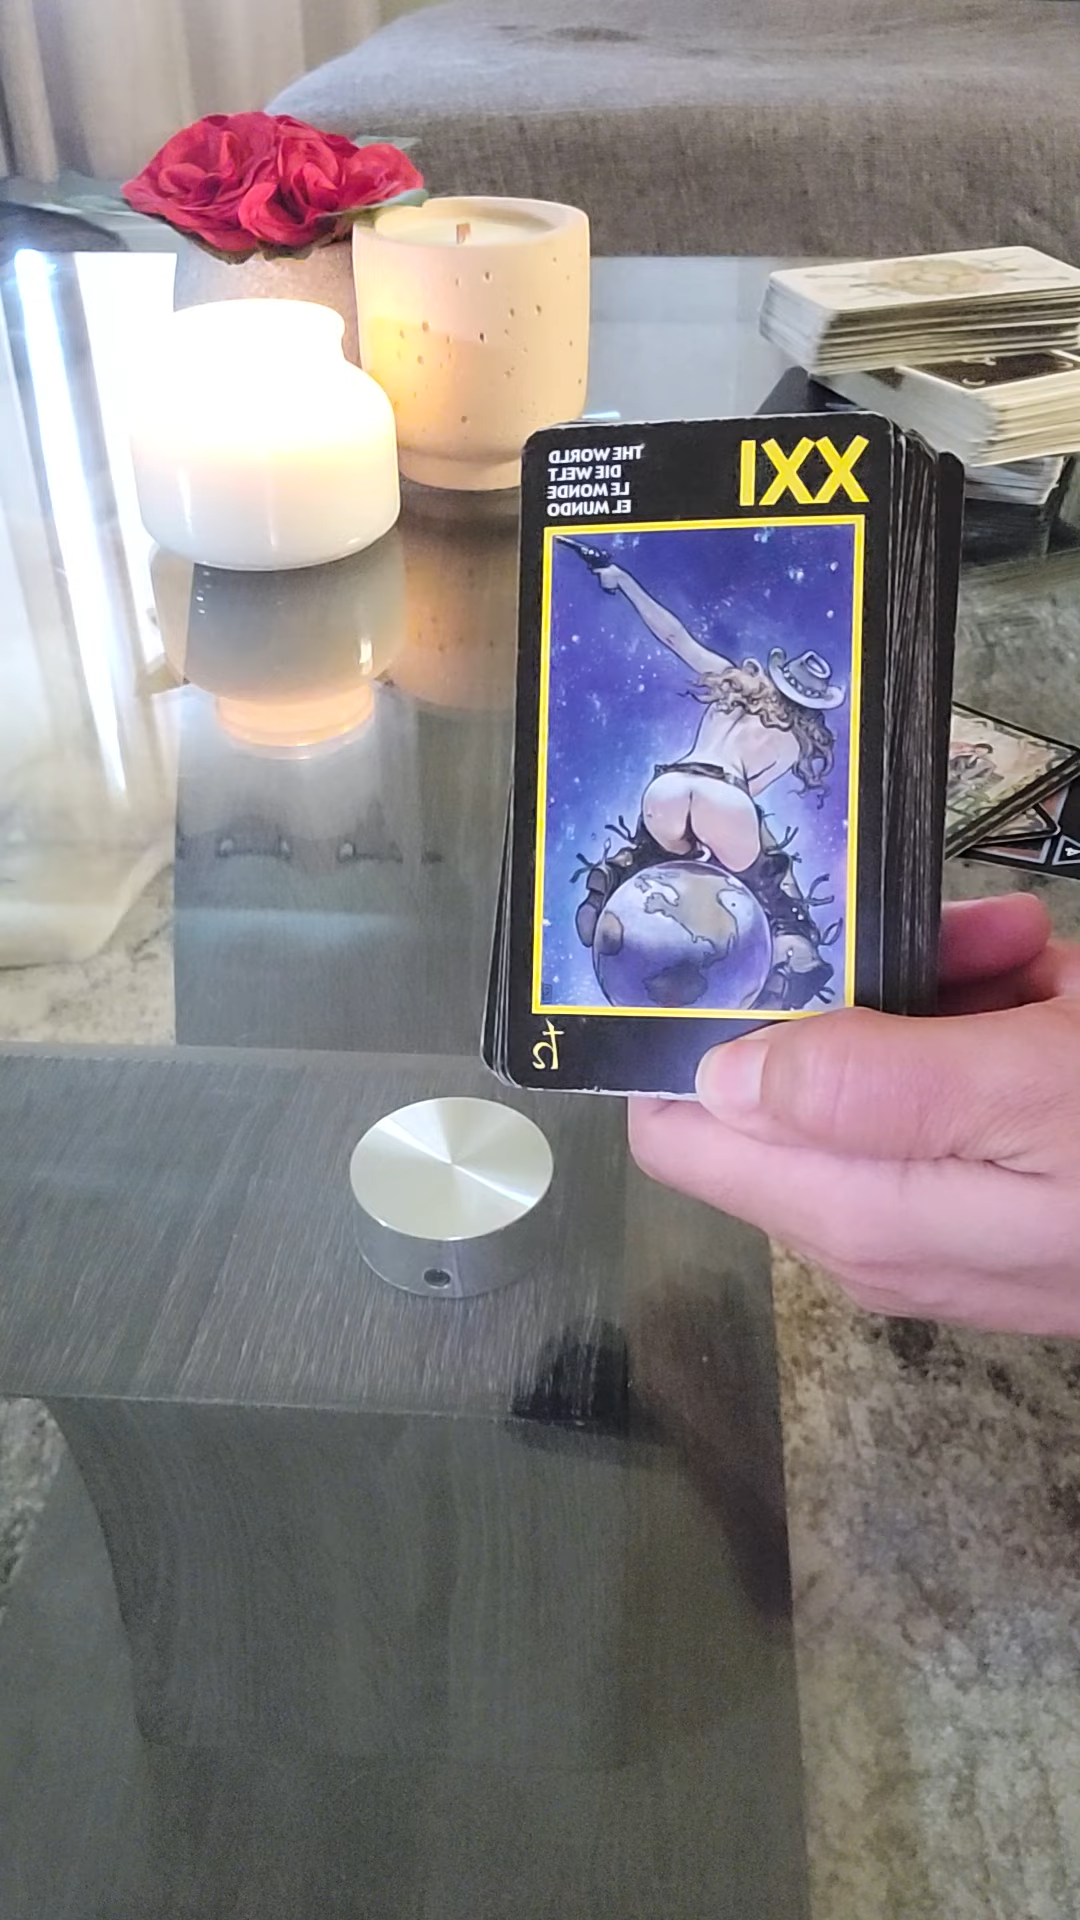 XXI
THE WORLD
DIE WELT
LE MONDE
EL MUNDO
♄